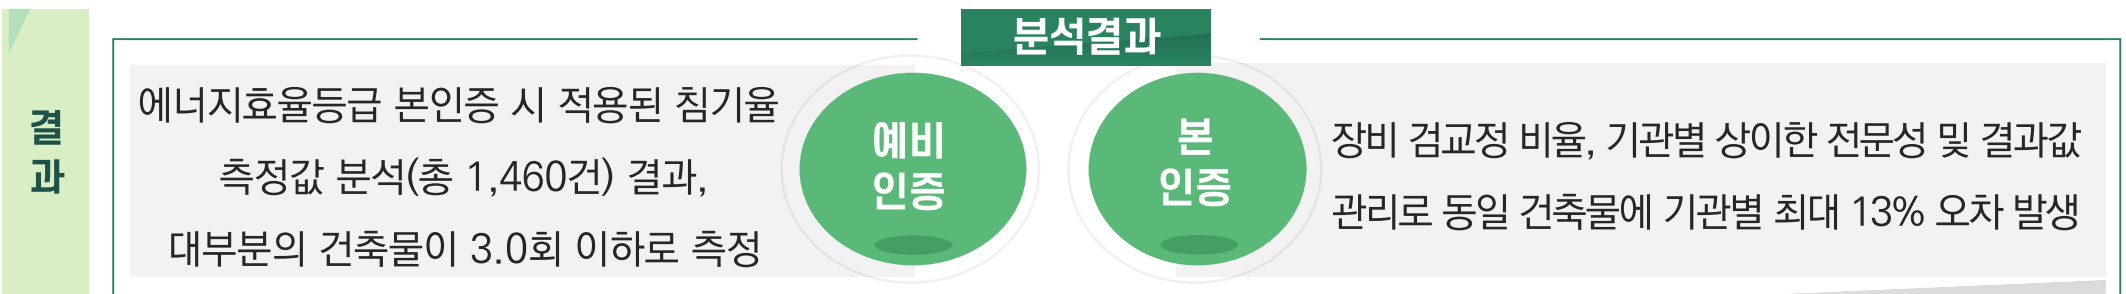 결
과
분석결과
에너지효율등급 본인증 시 적용된 침기율
측정값 분석(총 1,460건) 결과,
대부분의 건축물이 3.0회 이하로 측정
예비
인증
본
인증
장비 검교정 비율, 기관별 상이한 전문성 및 결과값
관리로 동일 건축물에 기관별 최대 13% 오차 발생